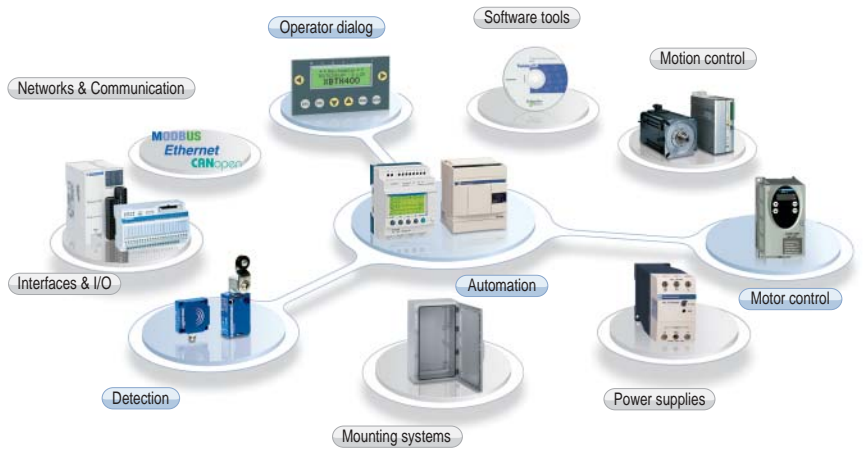 Operator dialog
Software tools
Motion control
XBTH400
Networks & Communication
MODBUS
Ethernet
CANopen
Interfaces & I/O
Automation
Motor control
Detection
Power supplies
Mounting systems